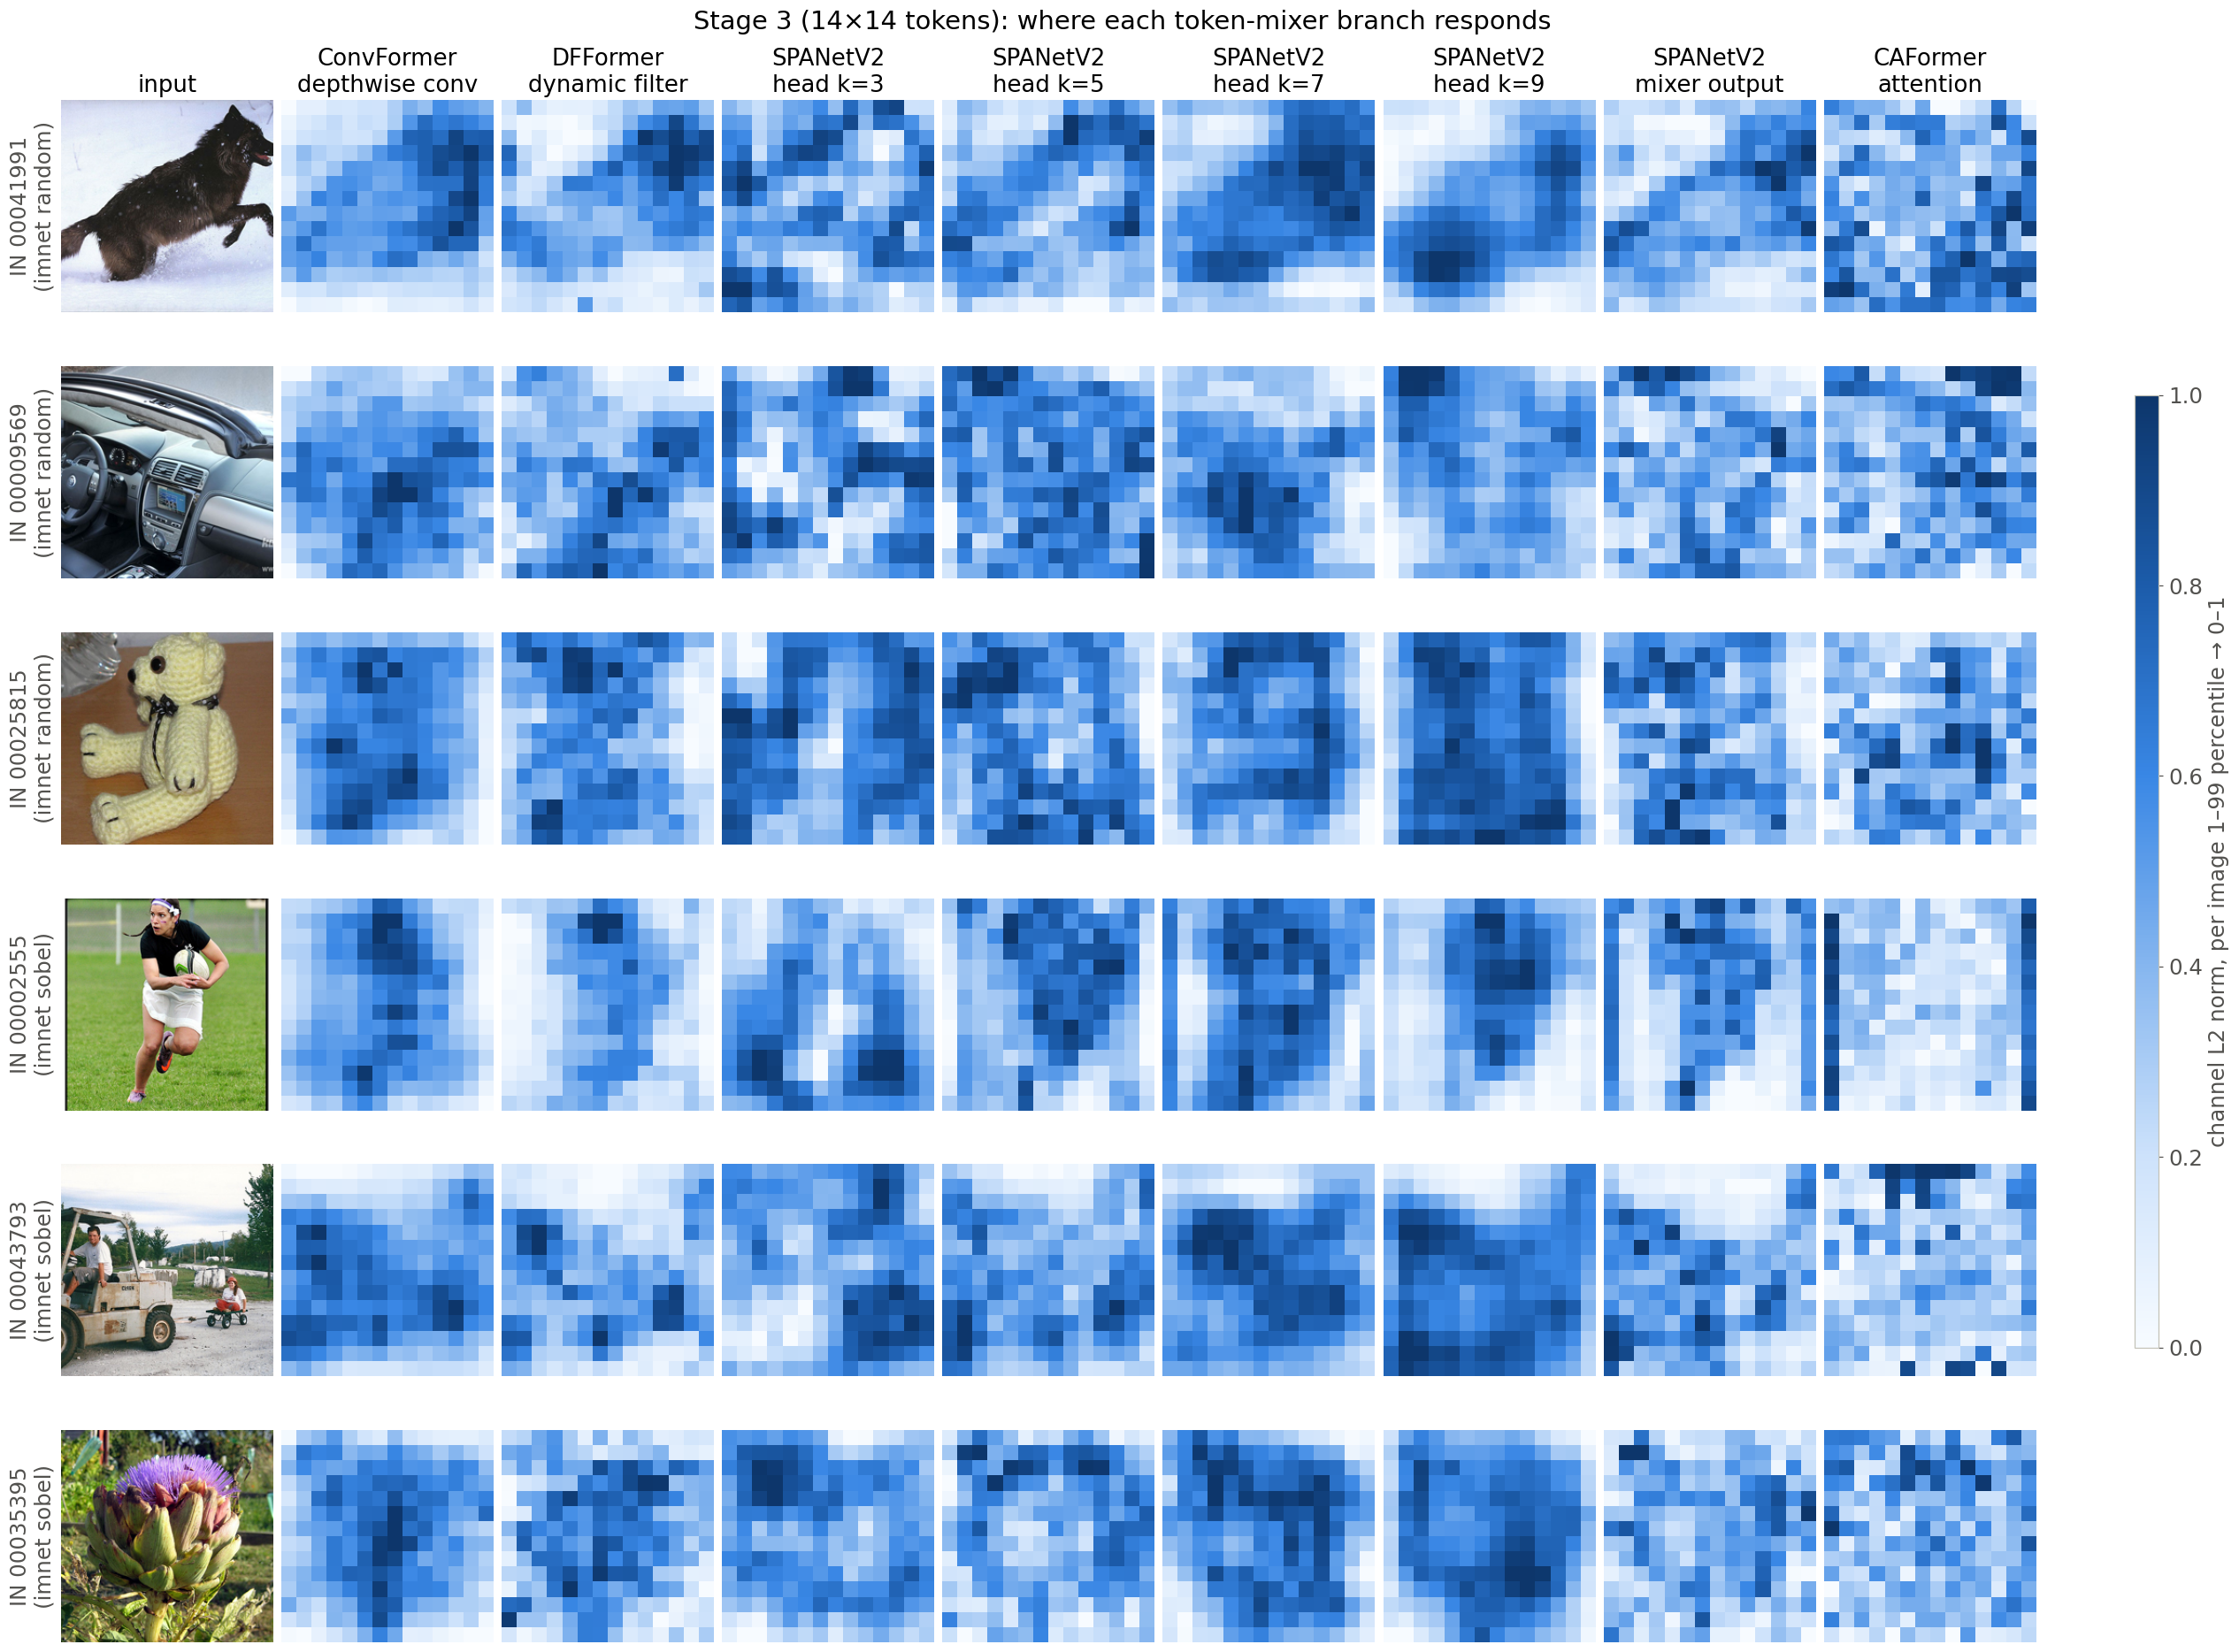 Stage 3 (14×14 tokens): where each token-mixer branch responds
input
ConvFormer
depthwise conv
DFFormer
dynamic filter
SPANetV2
head k=3
SPANetV2
head k=5
SPANetV2
head k=7
SPANetV2
head k=9
SPANetV2
mixer output
CAFormer
attention
IN 00041991
(imnet random)
IN 00009569
(imnet random)
IN 00025815
(imnet random)
IN 00002555
(imnet sobel)
IN 00043793
(imnet sobel)
IN 00035395
(imnet sobel)
1.0
0.8
0.6
0.4
0.2
0.0
channel L2 norm, per image 1–99 percentile → 0–1